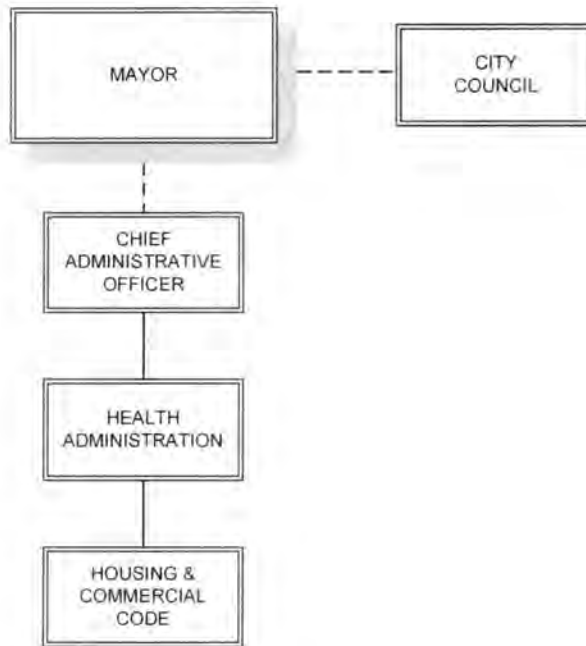 MAYOR
CITY
COUNCIL
CHIEF
ADMINISTRATIVE
OFFICER
HEALTH
ADMINISTRATION
HOUSING &
COMMERCIAL
CODE